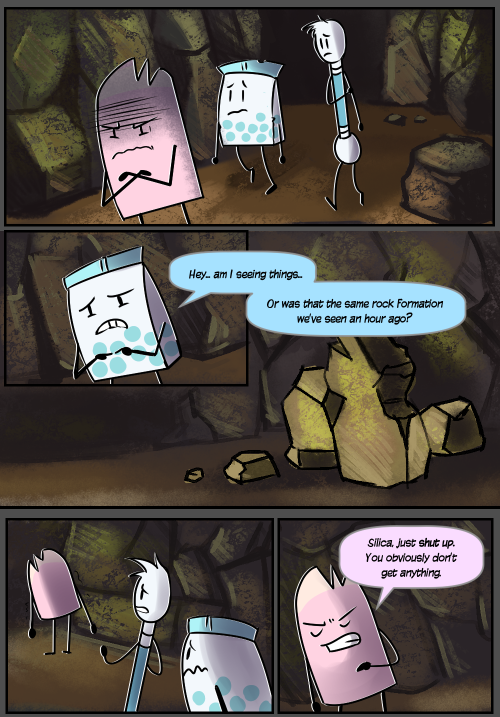 Hey.. am I seeing things..
Or was that the same rock formation
we've seen an hour ago?
Silica, just shut up.
You obviously don't
get anything.